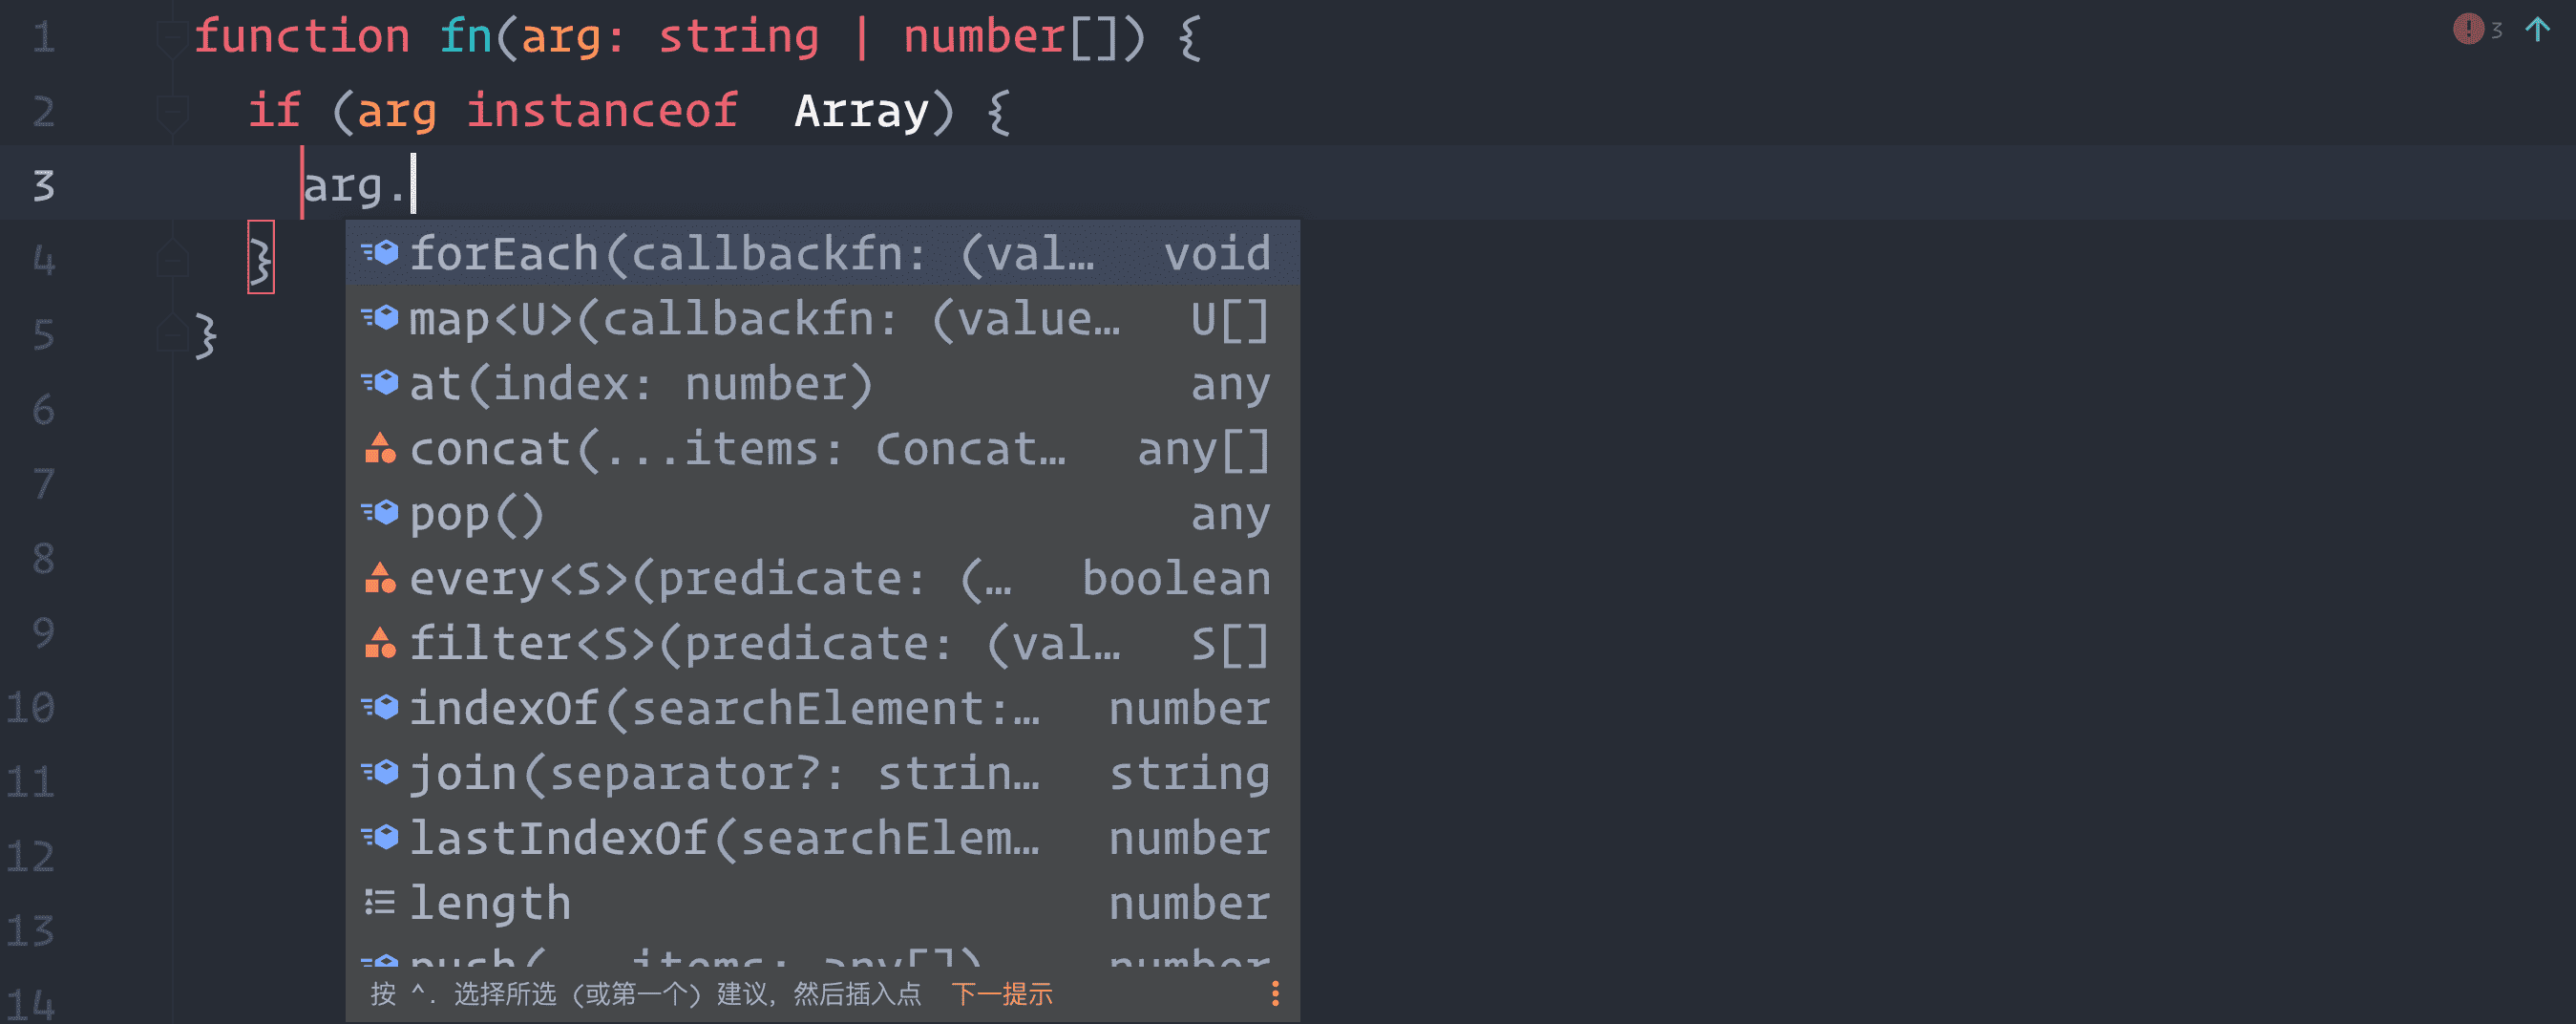 1 function fn(arg: string | number[]) {
3
2 if (arg instanceof Array) {
3 arg.
4 }
forEach(callbackfn: (val… void
5 }
map<U>(callbackfn: (value… U[]
6
at(index: number) any
concat(...items: Concat… any[]
7
pop() any
8
every<S>(predicate: (… boolean
9
filter<S>(predicate: (val… S[]
10
indexOf(searchElement:… number
11
join(separator?: strin… string
12
lastIndexOf(searchElem… number
13
length number
push(...items: any[]) number
14
按 ^. 选择所选 (或第一个) 建议, 然后插入点 下一提示